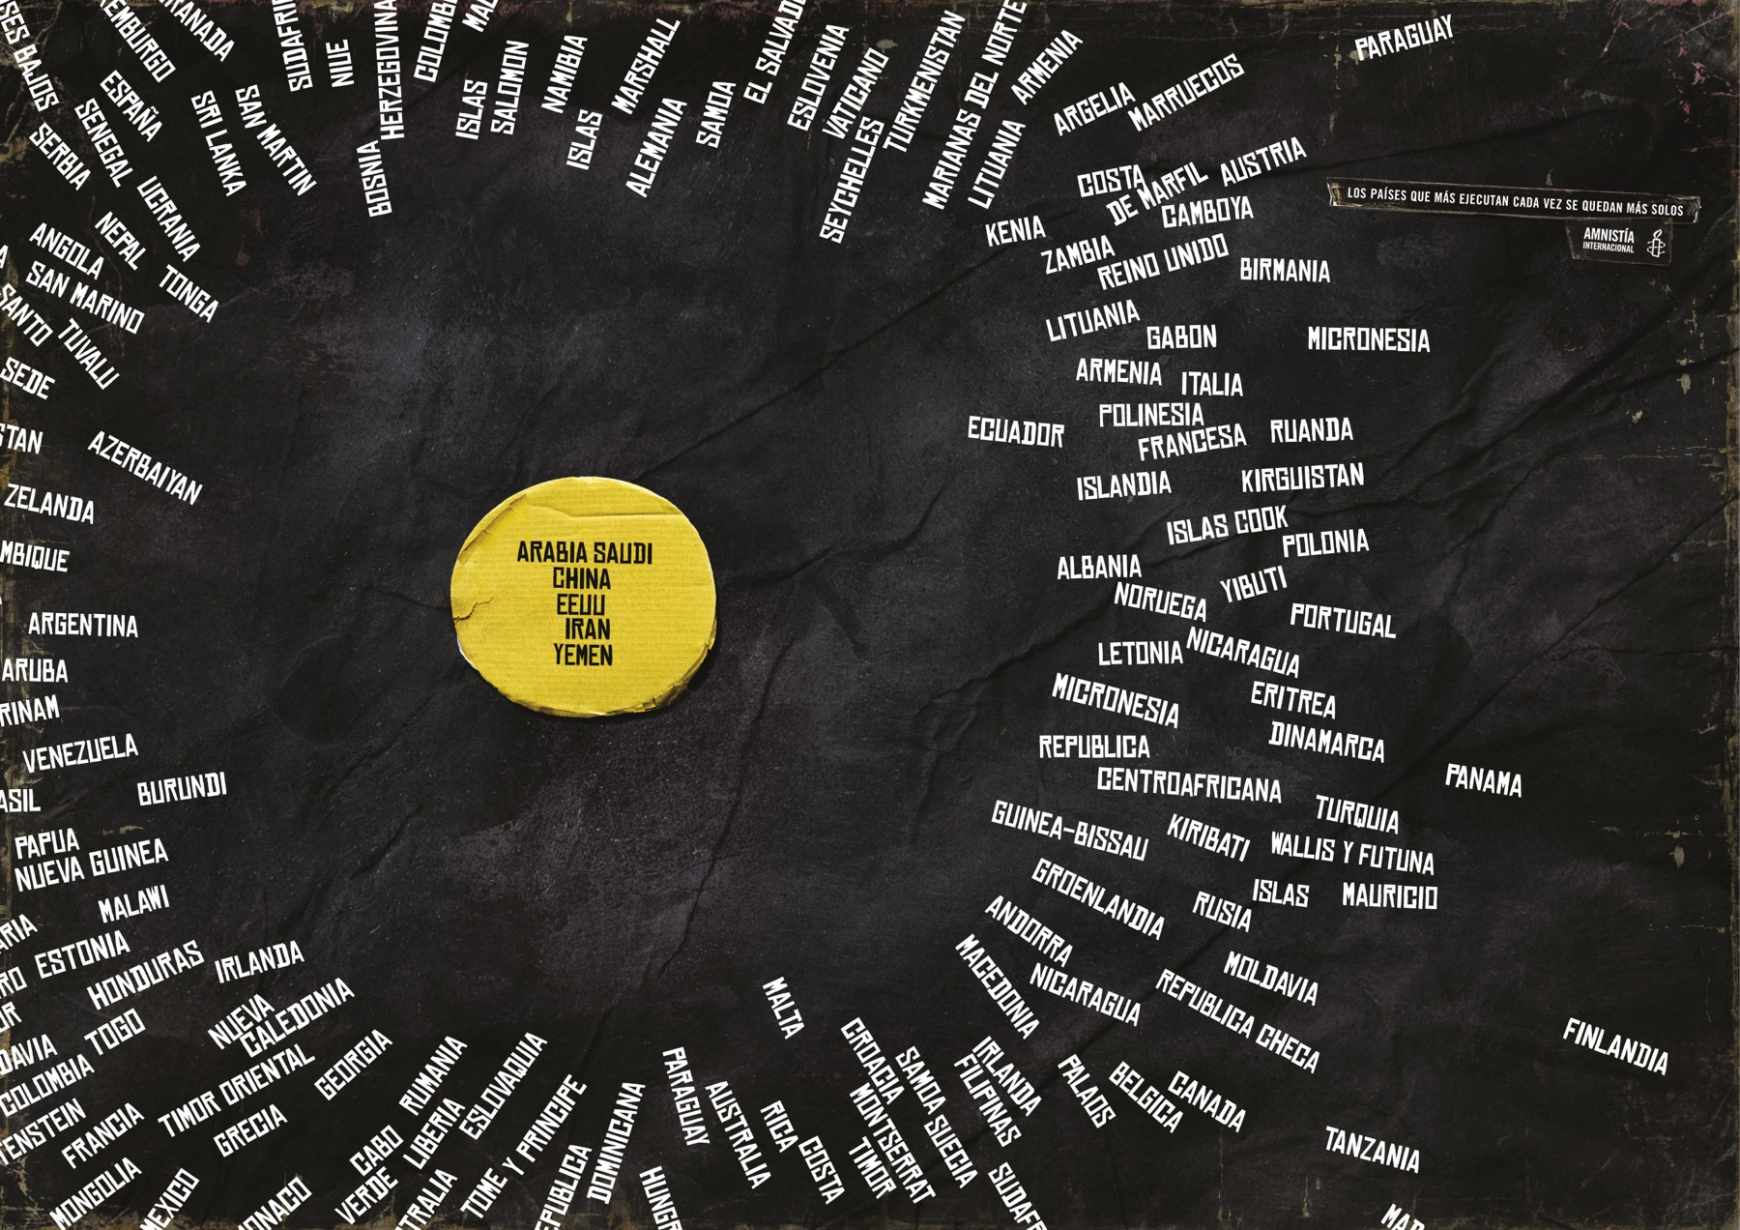 LOS PAÍSES QUE MÁS EJECUTAN CADA VEZ SE QUEDAN MÁS SOLOS
AMNISTÍA
INTERNACIONAL
ARABIA SAUDI
CHINA
EEUU
IRAN
YEMEN
ESPAÑA
SENEGAL
SERBIA
SRI LANKA
SAN MARTIN
UCRANIA
NEPAL
ANGOLA
SAN MARINO
TONGA
SANTO
TUVALU
SEDE
AZERBAIYAN
ZELANDA
ARGENTINA
ARUBA
VENEZUELA
BURUNDI
PAPUA
NUEVA GUINEA
MALAWI
ESTONIA
HONDURAS
IRLANDA
TOGO
NUEVA
CALEDONIA
COLOMBIA
FRANCIA
TIMOR ORIENTAL
GEORGIA
GRECIA
MONGOLIA
MEXICO
NIUE
BOSNIA
HERZEGOVINA
ISLAS
SALOMON
NAMIBIA
ISLAS
MARSHALL
ALEMANIA
SAMOA
ESLOVENIA
VATICANO
SEYCHELLES
TURKMENISTAN
MARIANAS DEL NORTE
LITUANIA
ARMENIA
ARGELIA
MARRUECOS
PARAGUAY
COSTA
DE MARFIL
AUSTRIA
CAMBOYA
KENIA
ZAMBIA
REINO UNIDO
BIRMANIA
LITUANIA
GABON
MICRONESIA
ARMENIA
ITALIA
POLINESIA
FRANCESA
RUANDA
ECUADOR
ISLANDIA
KIRGUISTAN
ISLAS COOK
POLONIA
ALBANIA
YIBUTI
NORUEGA
PORTUGAL
LETONIA
NICARAGUA
MICRONESIA
ERITREA
DINAMARCA
REPUBLICA
CENTROAFRICANA
PANAMA
TURQUIA
GUINEA-BISSAU
KIRIBATI
WALLIS Y FUTUNA
GROENLANDIA
RUSIA
ISLAS MAURICIO
ANDORRA
MACEDONIA
NICARAGUA
MOLDAVIA
REPUBLICA CHECA
FINLANDIA
IRLANDA
FILIPINAS
PALAOS
BELGICA
CANADA
TANZANIA
MALTA
CROACIA
SAMOA
SUECIA
MONTSERRAT
TIMOR
PARAGUAY
AUSTRALIA
RICA
COSTA
DOMINICANA
TOME Y PRINCIPE
ESLOVAQUIA
RUMANIA
LIBERIA
CABO
VERDE